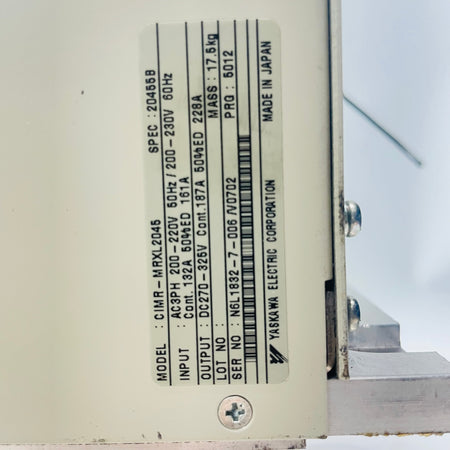 MODEL : CIMR-MRXL2045 SPEC : 20455B
INPUT : AC3PH 200-220V 50Hz / 200-230V 60Hz
Cont. 132A 50%ED 161A
OUTPUT : DC270-325V Cont. 187A 50%ED 228A
LOT NO : MASS : 17.5kg
SER NO : N6L1832-7-006 /V0702 PRG : 5012
YASKAWA ELECTRIC CORPORATION MADE IN JAPAN